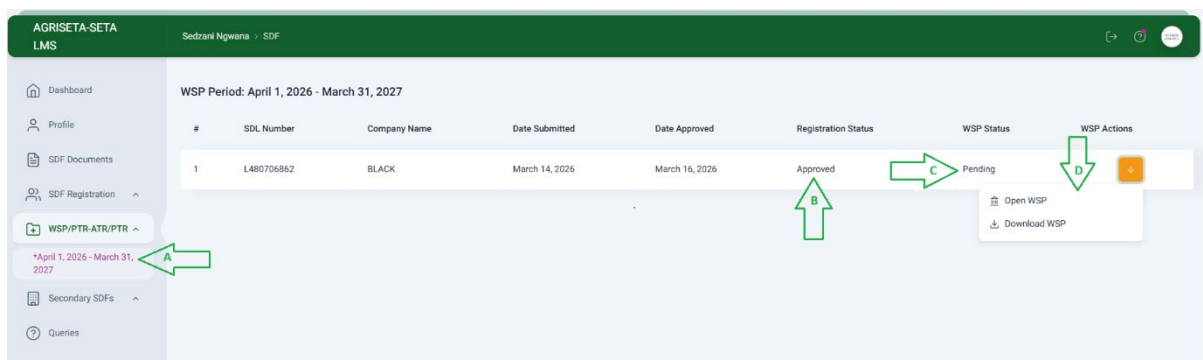 AGRISETA-SETA
LMS
Sedzani Ngwana > SDF
Dashboard
Profile
SDF Documents
SDF Registration
WSP/PTR-ATR/PTR
*April 1, 2026 - March 31,
2027
A
Secondary SDFs
Queries
WSP Period: April 1, 2026 - March 31, 2027
# SDL Number Company Name Date Submitted Date Approved Registration Status WSP Status WSP Actions
1 L480706862 BLACK March 14, 2026 March 16, 2026 Approved C Pending D
B
Open WSP
Download WSP